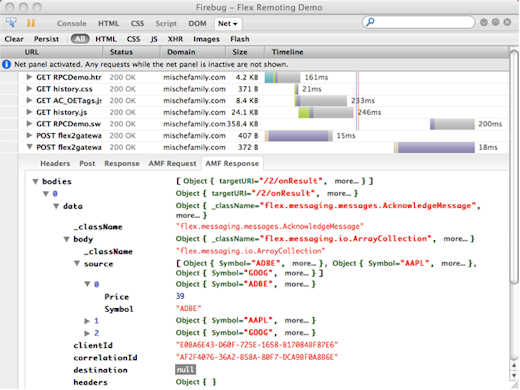 Firebug - Flex Remoting Demo
Console HTML CSS Script DOM Net
Clear Persist All HTML CSS JS XHR Images Flash
URL Status Domain Size Timeline
Net panel activated. Any requests while the net panel is inactive are not shown.
GET RPCDemo.htr 200 OK mischefamily.com 4.2 KB 161ms
GET history.css 200 OK mischefamily.com 371 B 21ms
GET AC_OETags.js 200 OK mischefamily.com 8.4 KB 233ms
GET history.js 200 OK mischefamily.com 24.1 KB 246ms
GET RPCDemo.sw 200 OK mischefamily.com 358.4 KB 200ms
POST flex2gatewa 200 OK mischefamily.com 407 B 15ms
POST flex2gatewa 200 OK mischefamily.com 372 B 18ms
Headers Post Response AMF Request AMF Response
bodies [ Object { targetURI="/2/onResult", more... } ]
0 Object { targetURI="/2/onResult", more... }
data Object { _className="flex.messaging.messages.AcknowledgeMessage",
more... }
_className "flex.messaging.messages.AcknowledgeMessage"
body Object { _className="flex.messaging.io.ArrayCollection", more... }
_className "flex.messaging.io.ArrayCollection"
source [ Object { Symbol="ADBE", more... }, Object { Symbol="AAPL", more... },
Object { Symbol="GOOG", more... } ]
0 Object { Symbol="ADBE", more... }
Price 39
Symbol "ADBE"
1 Object { Symbol="AAPL", more... }
2 Object { Symbol="GOOG", more... }
clientId "E08A6E43-D60F-725E-1658-B170848F87E6"
correlationId "AF2F4076-36A2-8S8A-80F7-DCA98F0A8B6E"
destination null
headers Object { }